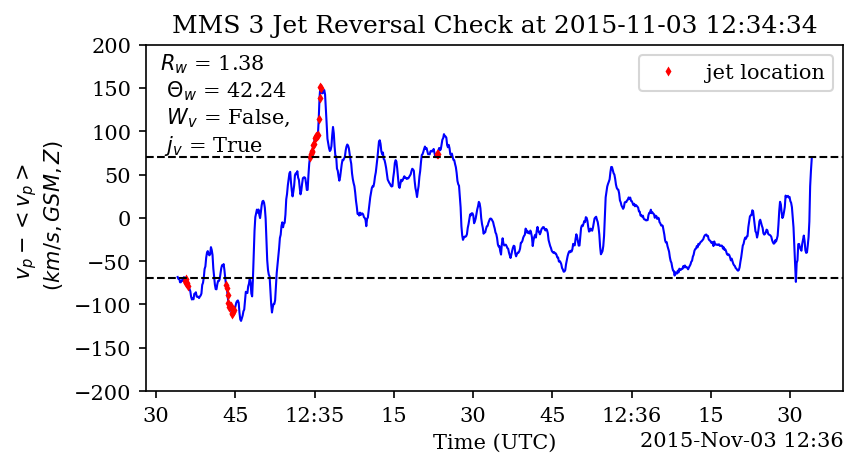 MMS 3 Jet Reversal Check at 2015-11-03 12:34:34
R_w = 1.38
Θ_w = 42.24
W_v = False,
j_v = True
jet location
v_p − <v_p>
(km/s, GSM, Z)
200
150
100
50
0
−50
−100
−150
−200
30 45 12:35 15 30 45 12:36 15 30
Time (UTC)
2015-Nov-03 12:36